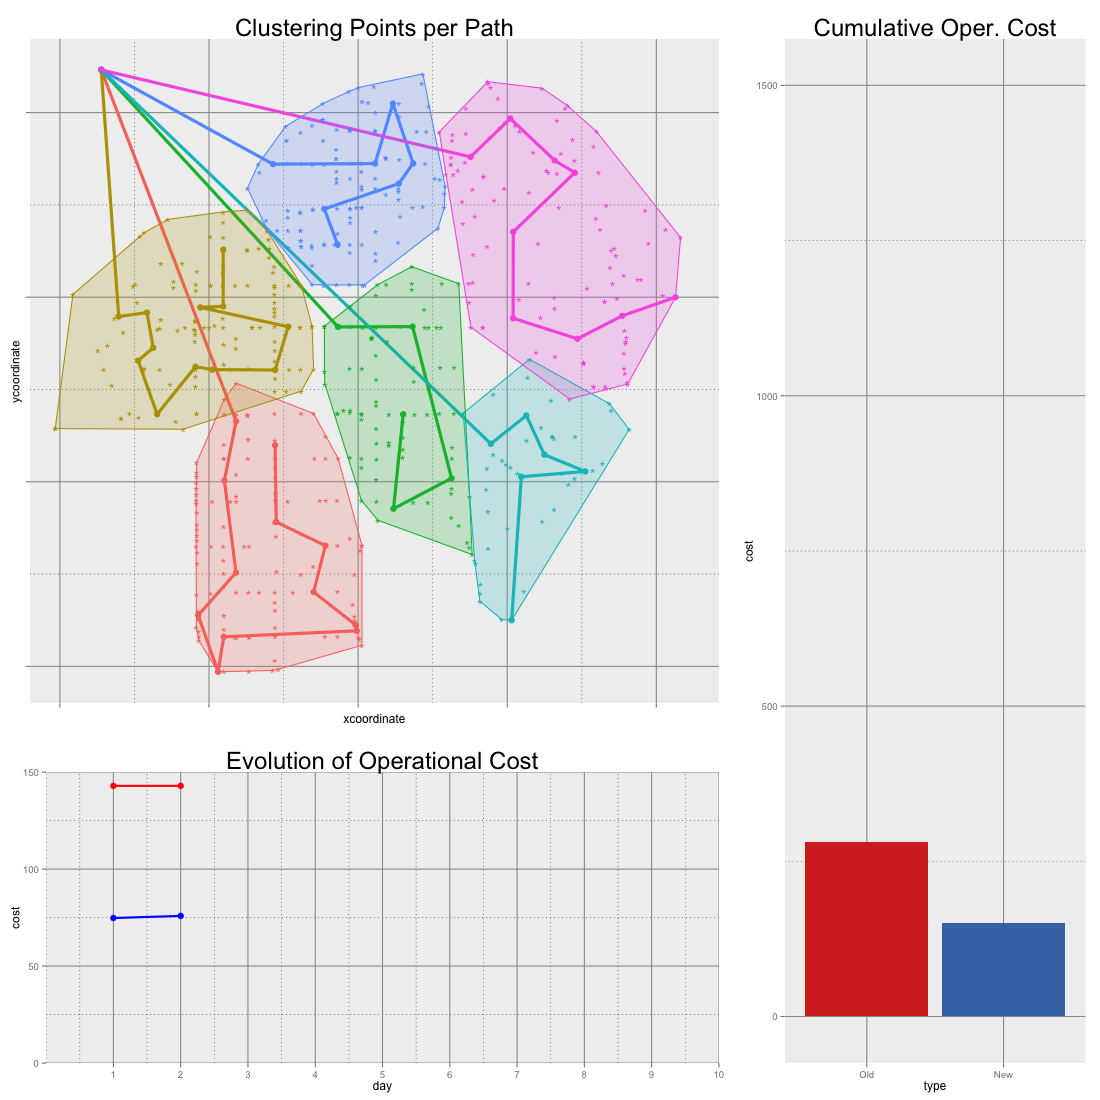 Clustering Points per Path
ycoordinate
xcoordinate
Cumulative Oper. Cost
1500
1000
500
0
cost
Old New
type
Evolution of Operational Cost
150
100
50
0
cost
1 2 3 4 5 6 7 8 9 10
day